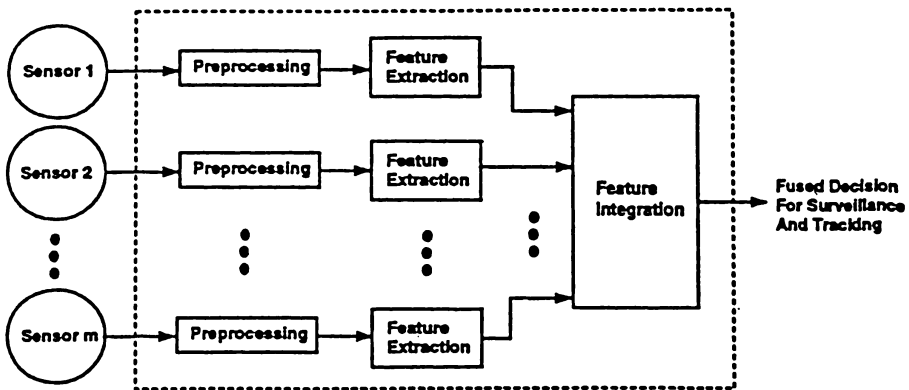 Sensor 1
Preprocessing
Feature
Extraction
Sensor 2
Preprocessing
Feature
Extraction
Feature
Integration
Fused Decision
For Surveillance
And Tracking
Sensor m
Preprocessing
Feature
Extraction